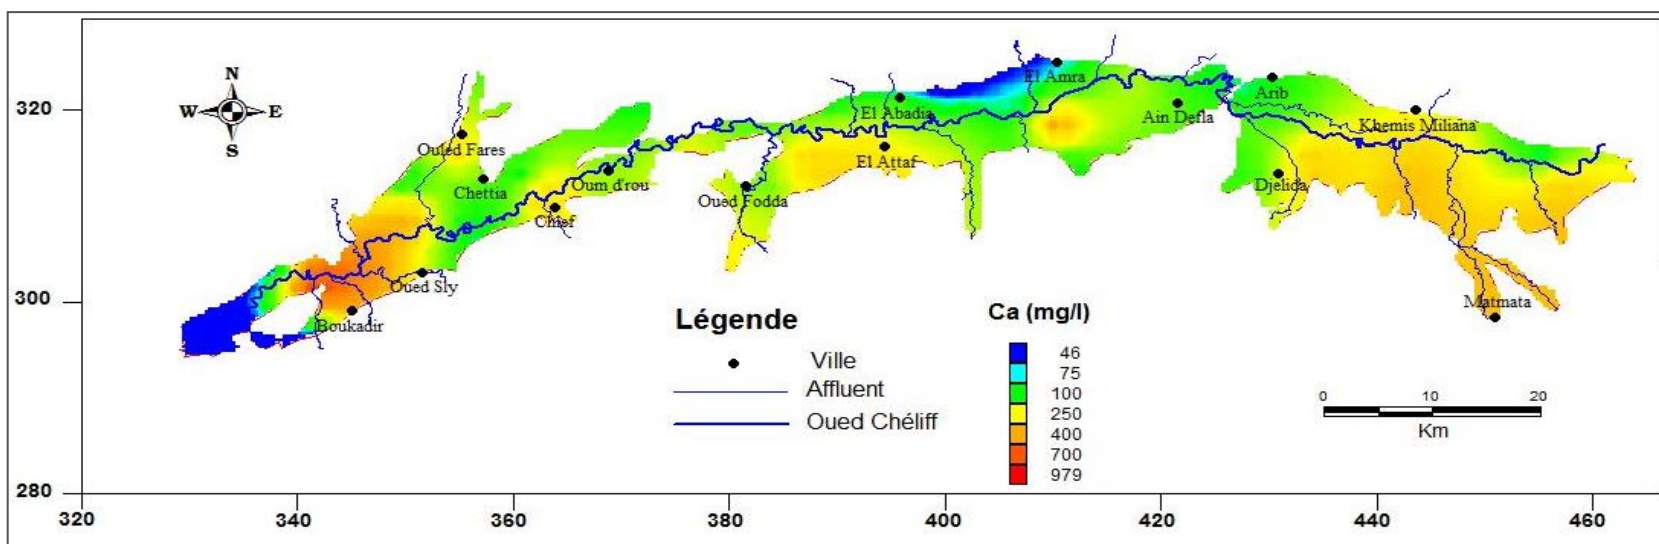 N
W E
S
320
300
280
320 340 360 380 400 420 440 460
Ouled Fares
Chettia
Oum d'rou
Chlef
Oued Sly
Boukadir
Oued Fodda
El Abadia
El Attaf
El Amra
Ain Defla
Arib
Khemis Miliana
Djelida
Matmata
Légende
Ville
Affluent
Oued Chéliff
Ca (mg/l)
46
75
100
250
400
700
979
0 10 20
Km